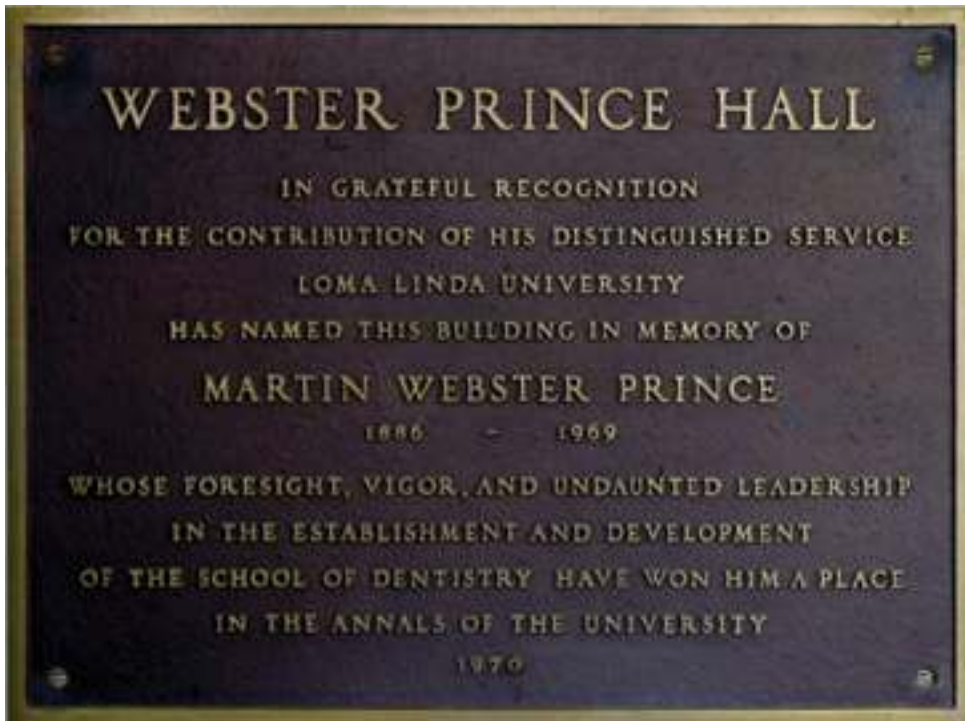 WEBSTER PRINCE HALL
IN GRATEFUL RECOGNITION
FOR THE CONTRIBUTION OF HIS DISTINGUISHED SERVICE
LOMA LINDA UNIVERSITY
HAS NAMED THIS BUILDING IN MEMORY OF
MARTIN WEBSTER PRINCE
1886 - 1969
WHOSE FORESIGHT, VIGOR, AND UNDAUNTED LEADERSHIP
IN THE ESTABLISHMENT AND DEVELOPMENT
OF THE SCHOOL OF DENTISTRY HAVE WON HIM A PLACE
IN THE ANNALS OF THE UNIVERSITY
1970